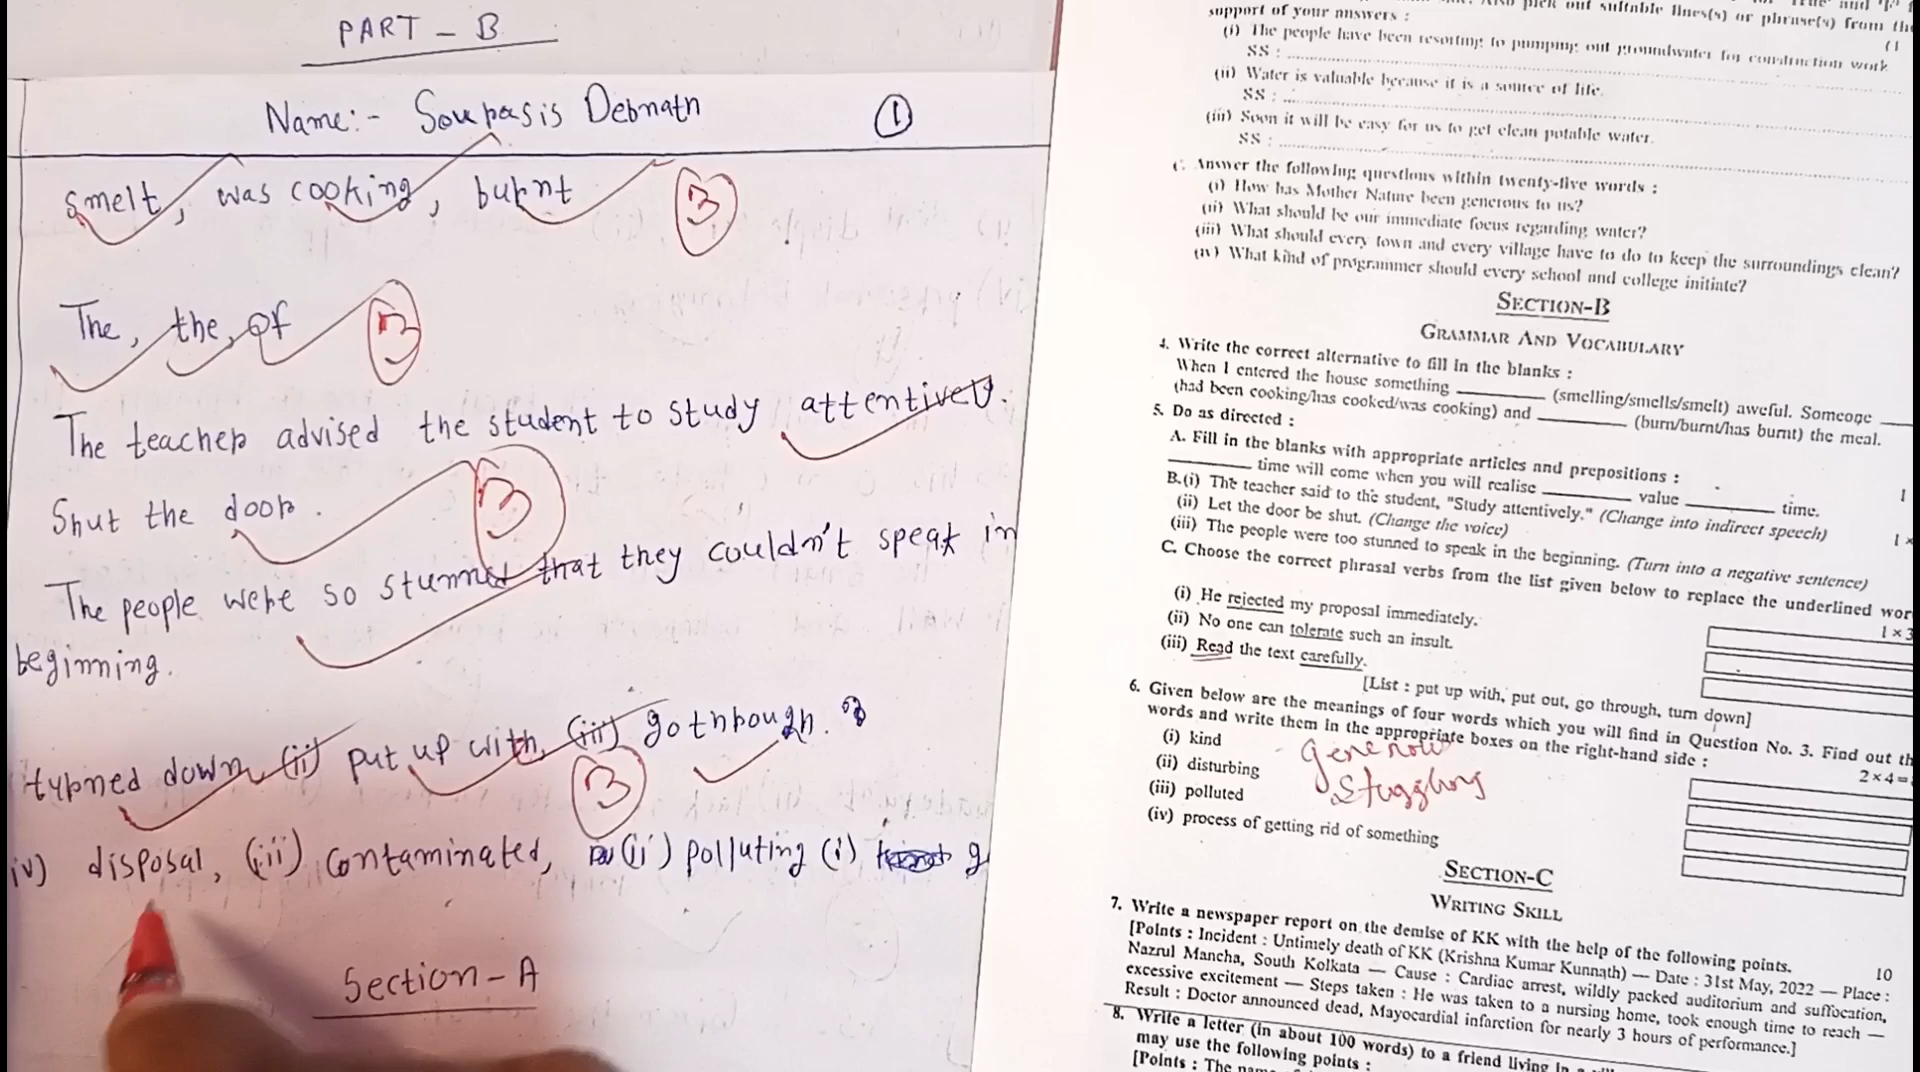 PART - B
Name:- Soupasis Debnath ①
smelt, was cooking, burnt 3
The, the, of 3
The teacher advised the student to study attentively.
Shut the door. 3
The people were so stunned that they couldn't speak in
beginning.
turned down (ii) put up with, (iii) go through.
3
iv) disposal, (iii) contaminated, (ii) polluting (i) g
Section - A
support of your answers :
(i) The people have been resorting to pumping out groundwater for construction work
SS :
(ii) Water is valuable because it is a source of life.
SS :
(iii) Soon it will be easy for us to get clean potable water.
SS :
C. Answer the following questions within twenty-five words :
(i) How has Mother Nature been generous to us?
(ii) What should be our immediate focus regarding water?
(iii) What should every town and every village have to do to keep the surroundings clean?
(iv) What kind of programmer should every school and college initiate?
SECTION-B
GRAMMAR AND VOCABULARY
4. Write the correct alternative to fill in the blanks :
When I entered the house something ________ (smelling/smells/smelt) aweful. Someone ____
(had been cooking/has cooked/was cooking) and ________ (burn/burnt/has burnt) the meal.
5. Do as directed :
A. Fill in the blanks with appropriate articles and prepositions :
________ time will come when you will realise ________ value ________ time.
B.(i) The teacher said to the student, "Study attentively." (Change into indirect speech)
(ii) Let the door be shut. (Change the voice)
(iii) The people were too stunned to speak in the beginning. (Turn into a negative sentence)
C. Choose the correct phrasal verbs from the list given below to replace the underlined wor
1 × 3
(i) He rejected my proposal immediately.
(ii) No one can tolerate such an insult.
(iii) Read the text carefully.
[List : put up with, put out, go through, turn down]
6. Given below are the meanings of four words which you will find in Question No. 3. Find out th
words and write them in the appropriate boxes on the right-hand side :
2 × 4 =
(i) kind
(ii) disturbing
(iii) polluted
(iv) process of getting rid of something
SECTION-C
WRITING SKILL
7. Write a newspaper report on the demise of KK with the help of the following points. 10
[Points : Incident : Untimely death of KK (Krishna Kumar Kunnath) — Date : 31st May, 2022 — Place :
Nazrul Mancha, South Kolkata — Cause : Cardiac arrest, wildly packed auditorium and suffocation,
excessive excitement — Steps taken : He was taken to a nursing home, took enough time to reach —
Result : Doctor announced dead, Mayocardial infarction for nearly 3 hours of performance.]
8. Write a letter (in about 100 words) to a friend living in a
may use the following points :
[Points : The